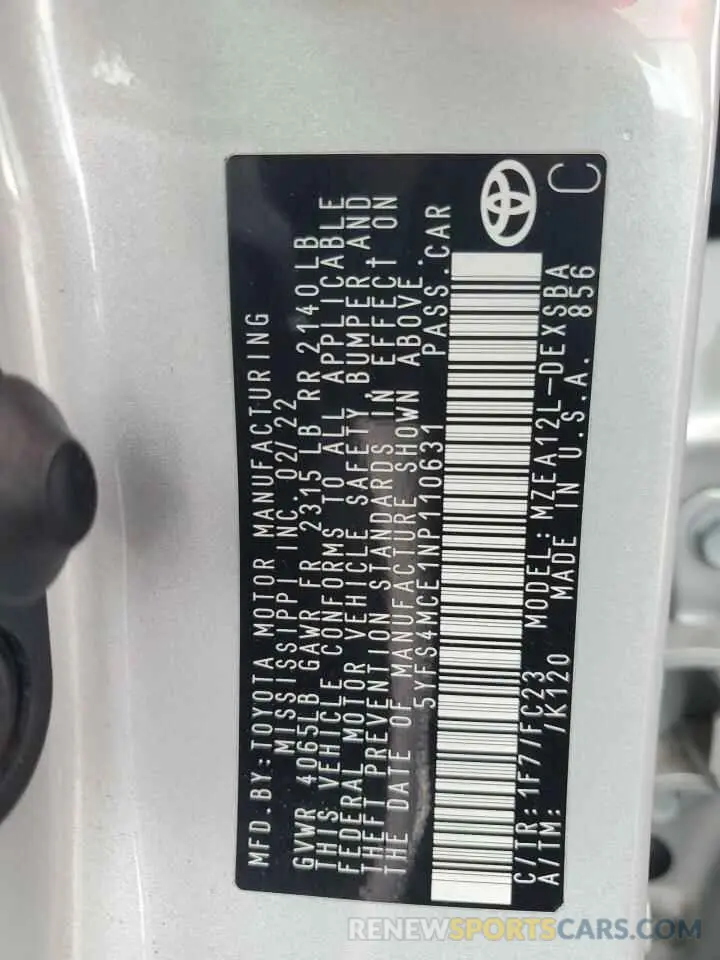 MFD.BY:TOYOTA MOTOR MANUFACTURING
MISSISSIPPI INC. 02/22
GVWR 4065LB GAWR FR 2315 LB RR 2140LB
THIS VEHICLE CONFORMS TO ALL APPLICABLE
FEDERAL MOTOR VEHICLE SAFETY, BUMPER AND
THEFT PREVENTION STANDARDS IN EFFECT ON
THE DATE OF MANUFACTURE SHOWN ABOVE.
5YFS4MCE1NP110631 PASS.CAR
C/TR: 1F7/FC23 MODEL: MZEA12L-DEXSBA
A/TM: /K120 MADE IN U.S.A. 856
C
RENEWSPORTSCARS.COM